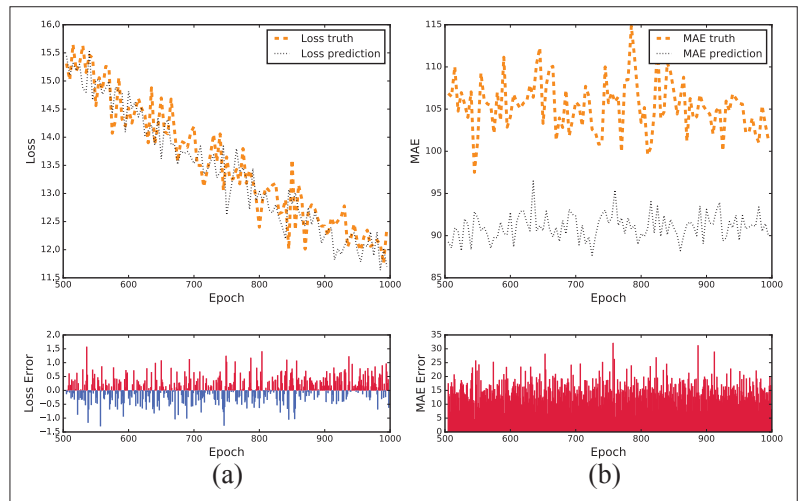 16.0
15.5
15.0
14.5
14.0
13.5
13.0
12.5
12.0
11.5
Loss
Loss truth
Loss prediction
500 600 700 800 900 1000
Epoch
115
110
105
100
95
90
85
MAE
MAE truth
MAE prediction
500 600 700 800 900 1000
Epoch
2.0
1.5
1.0
0.5
0.0
−0.5
−1.0
−1.5
Loss Error
500 600 700 800 900 1000
Epoch
(a)
35
30
25
20
15
10
5
0
MAE Error
500 600 700 800 900 1000
Epoch
(b)